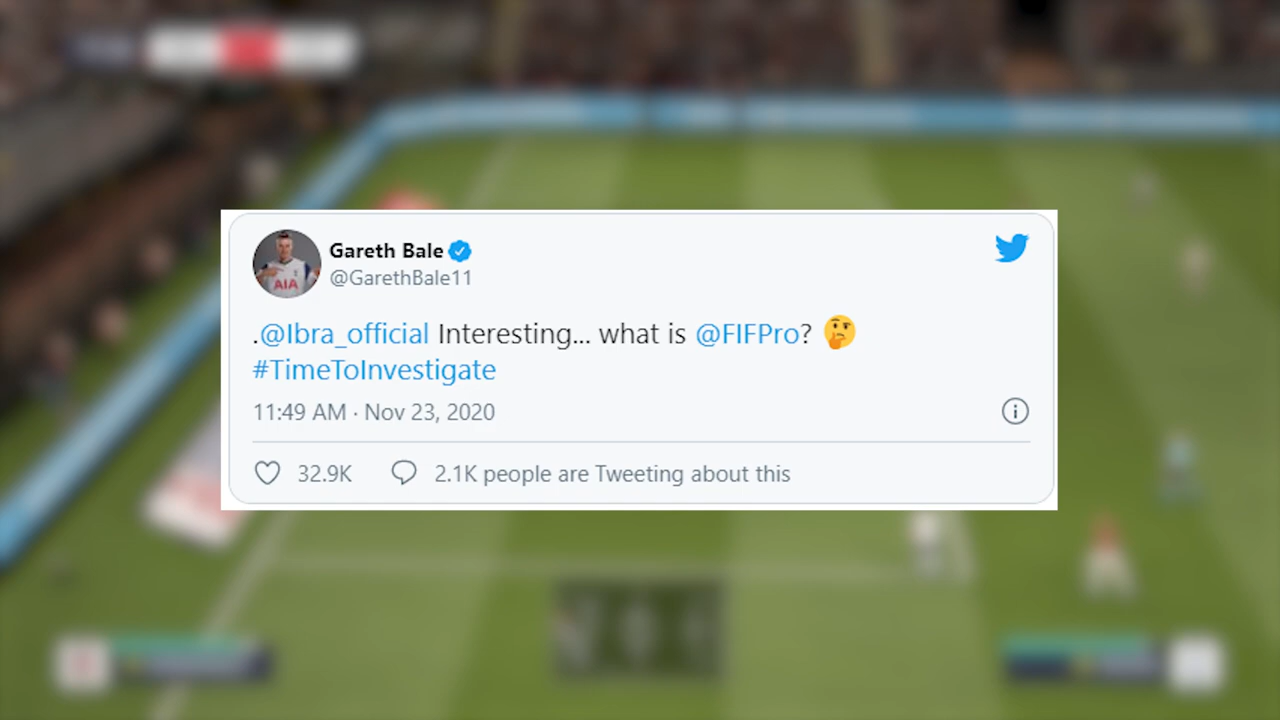 AIA
Gareth Bale
@GarethBale11
.@Ibra_official Interesting... what is @FIFPro? 🤔
#TimeToInvestigate
11:49 AM · Nov 23, 2020
32.9K 2.1K people are Tweeting about this